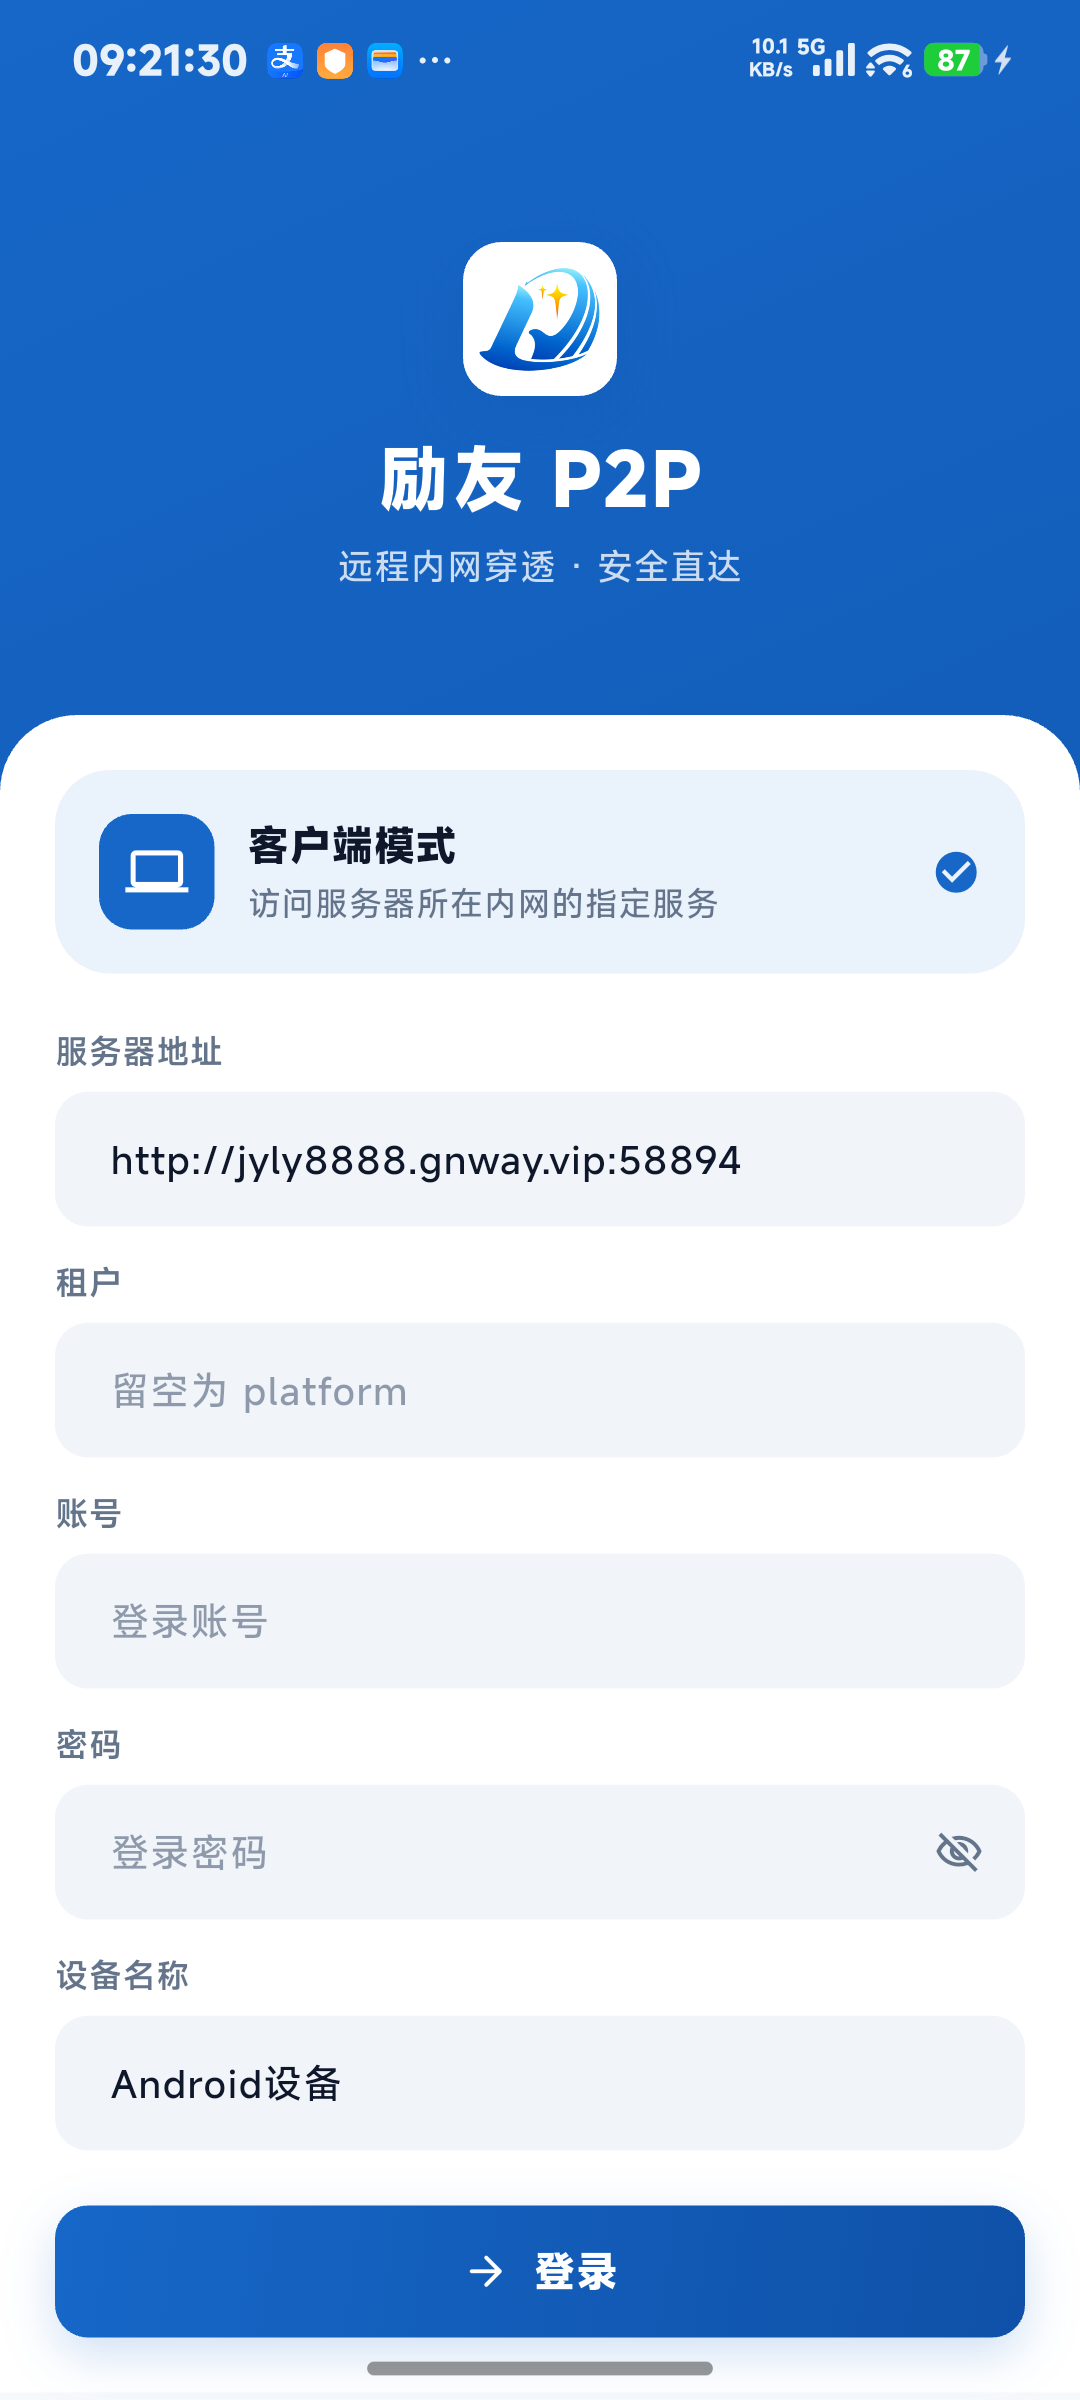 09:21:30
10.1 KB/s 5G 6 87
励友 P2P
远程内网穿透 · 安全直达
客户端模式
访问服务器所在内网的指定服务
服务器地址
http://jyly8888.gnway.vip:58894
租户
留空为 platform
账号
登录账号
密码
登录密码
设备名称
Android设备
登录